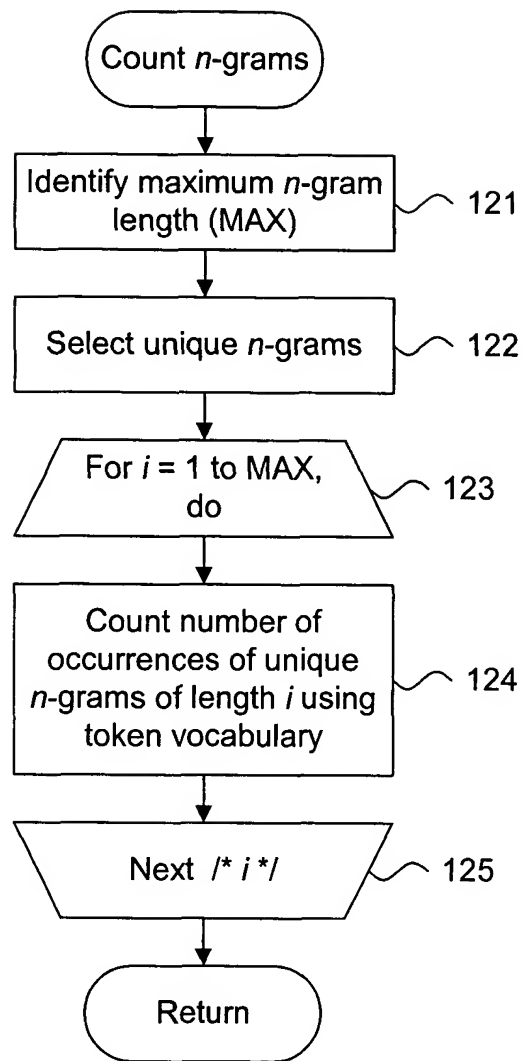 Count n-grams
Identify maximum n-gram
length (MAX)
121
Select unique n-grams
122
For i = 1 to MAX,
do
123
Count number of
occurrences of unique
n-grams of length i using
token vocabulary
124
Next /* i */
125
Return